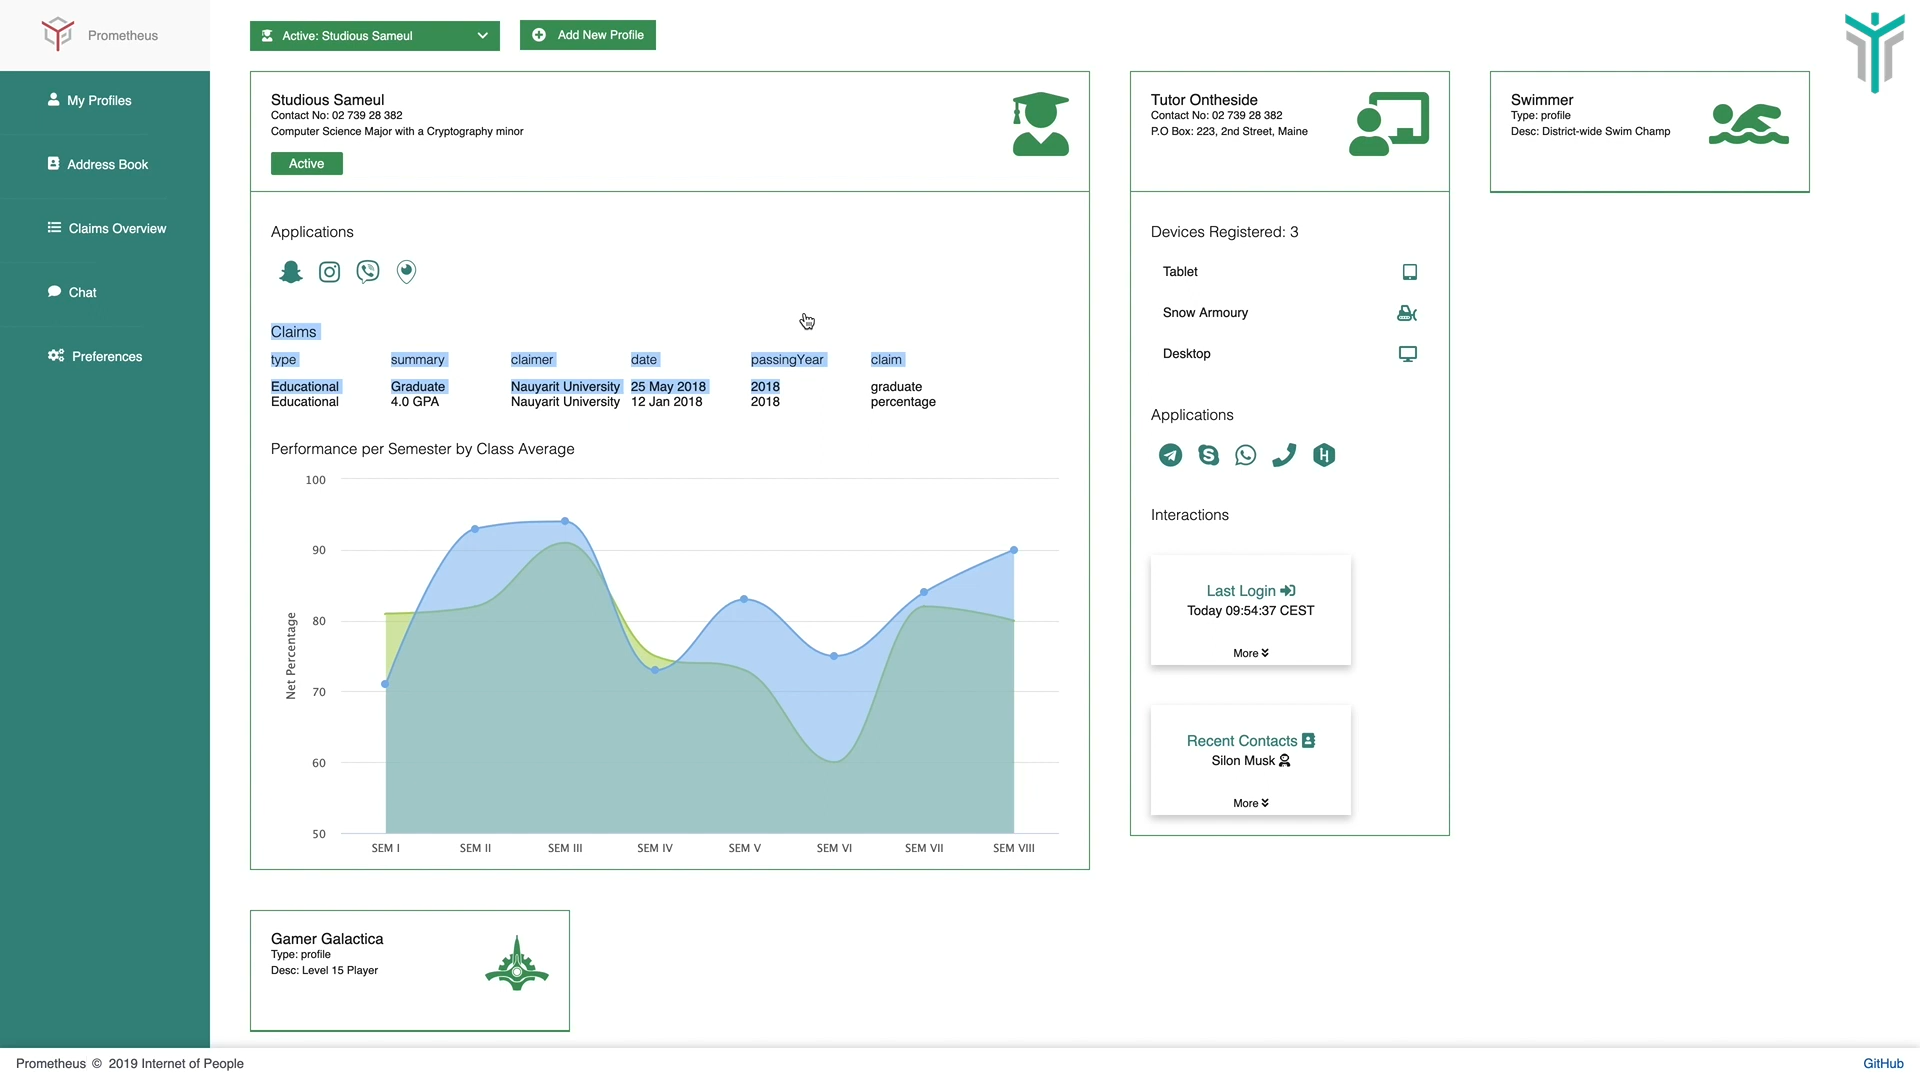 Prometheus
Active: Studious Sameul
Add New Profile
My Profiles
Address Book
Claims Overview
Chat
Preferences
Studious Sameul
Contact No: 02 739 28 382
Computer Science Major with a Cryptography minor
Active
Applications
Claims
type summary claimer date passingYear claim
Educational Graduate Nauyarit University 25 May 2018 2018 graduate
Educational 4.0 GPA Nauyarit University 12 Jan 2018 2018 percentage
Performance per Semester by Class Average
Net Percentage
100
90
80
70
60
50
SEM I SEM II SEM III SEM IV SEM V SEM VI SEM VII SEM VIII
Tutor Ontheside
Contact No: 02 739 28 382
P.O Box: 223, 2nd Street, Maine
Devices Registered: 3
Tablet
Snow Armoury
Desktop
Applications
Interactions
Last Login
Today 09:54:37 CEST
More
Recent Contacts
Silon Musk
More
Swimmer
Type: profile
Desc: District-wide Swim Champ
Gamer Galactica
Type: profile
Desc: Level 15 Player
Prometheus © 2019 Internet of People
GitHub